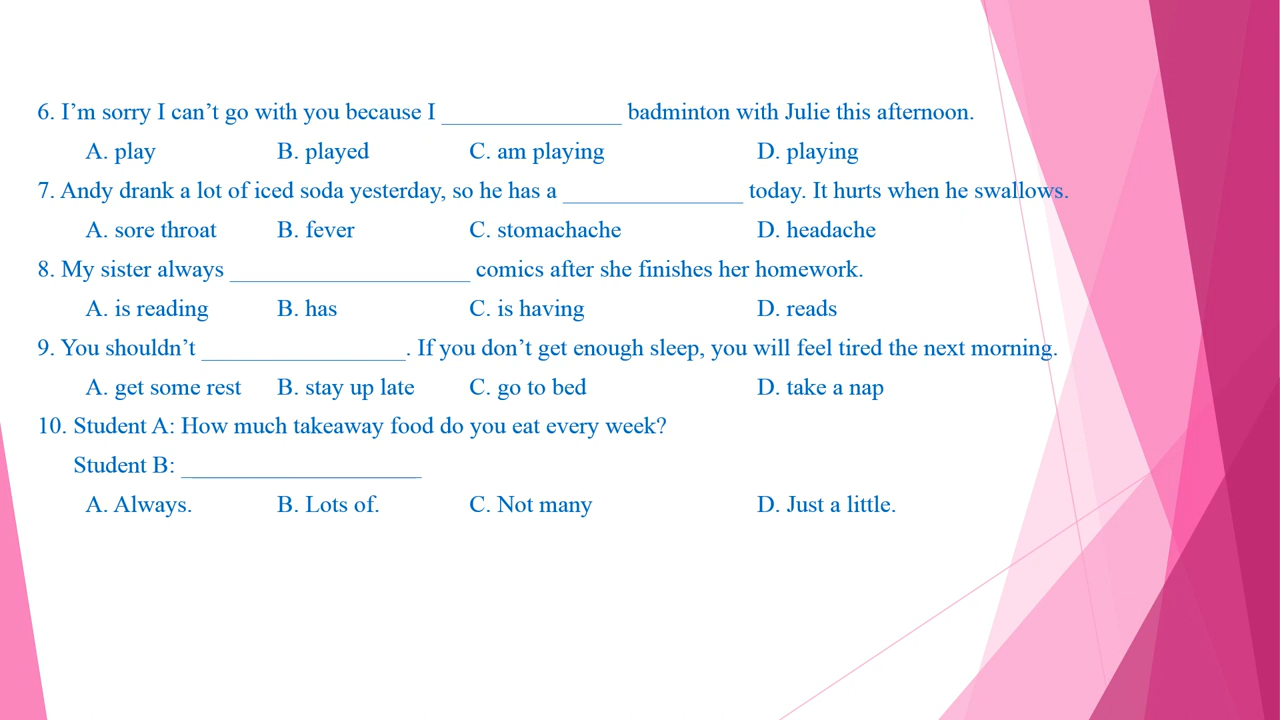 6. I’m sorry I can’t go with you because I _______________ badminton with Julie this afternoon.
A. play B. played C. am playing D. playing
7. Andy drank a lot of iced soda yesterday, so he has a _______________ today. It hurts when he swallows.
A. sore throat B. fever C. stomachache D. headache
8. My sister always ____________________ comics after she finishes her homework.
A. is reading B. has C. is having D. reads
9. You shouldn’t _________________. If you don’t get enough sleep, you will feel tired the next morning.
A. get some rest B. stay up late C. go to bed D. take a nap
10. Student A: How much takeaway food do you eat every week?
Student B: ____________________
A. Always. B. Lots of. C. Not many D. Just a little.